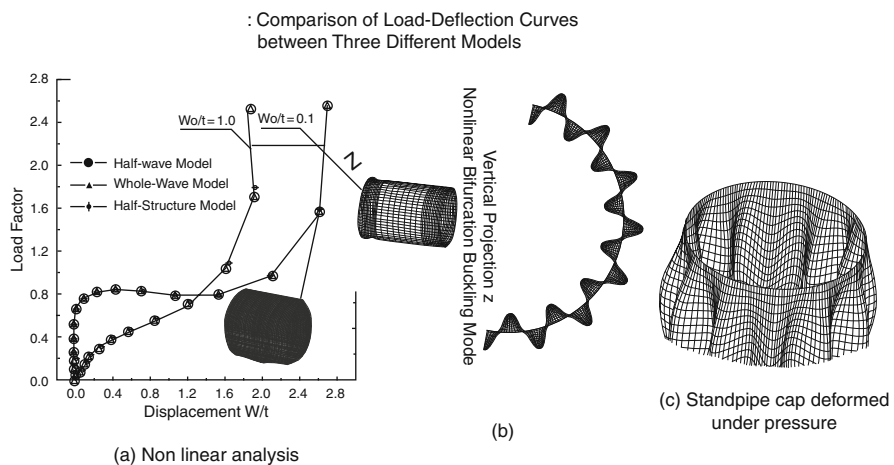 : Comparison of Load-Deflection Curves
between Three Different Models
2.8
2.4
2.0
1.6
1.2
0.8
0.4
0.0
Load Factor
Wo/t=1.0
Wo/t=0.1
Half-wave Model
Whole-Wave Model
Half-Structure Model
0.0 0.4 0.8 1.2 1.6 2.0 2.4 2.8
Displacement W/t
(a) Non linear analysis
Z
Vertical Projection z
Nonlinear Bifurcation Buckling Mode
(b)
(c) Standpipe cap deformed
under pressure